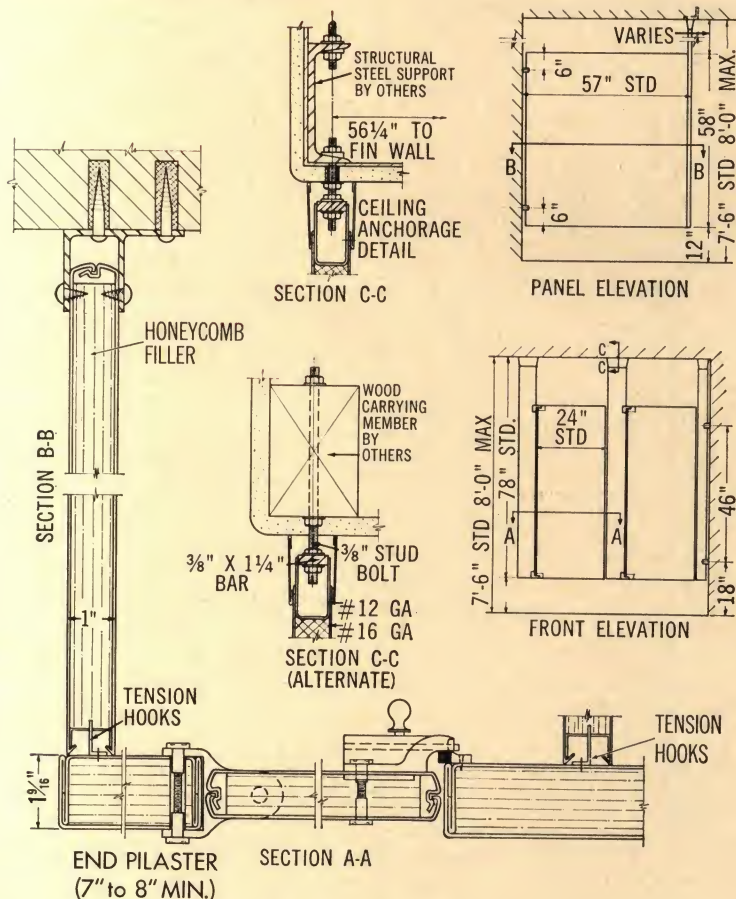 STRUCTURAL
STEEL SUPPORT
BY OTHERS
56¼" TO
FIN WALL
CEILING
ANCHORAGE
DETAIL
SECTION C-C
VARIES
6"
57" STD
58"
7'-6" STD 8'-0" MAX.
B
B
6"
12"
PANEL ELEVATION
HONEYCOMB
FILLER
SECTION B-B
1"
TENSION
HOOKS
WOOD
CARRYING
MEMBER
BY
OTHERS
⅜" X 1¼"
BAR
⅜" STUD
BOLT
#12 GA
#16 GA
SECTION C-C
(ALTERNATE)
C
C
24"
STD
7'-6" STD 8'-0" MAX
78" STD.
46"
A
A
18"
FRONT ELEVATION
1 9/16"
END PILASTER
(7" to 8" MIN.)
SECTION A-A
TENSION
HOOKS